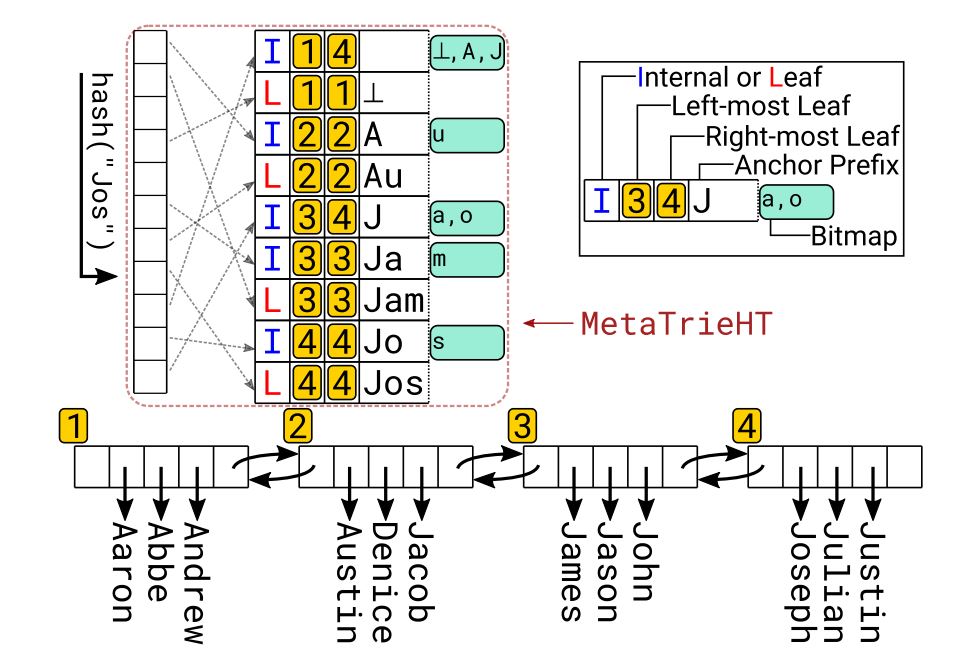 hash("Jos")
I 1 4 ⊥,A,J
L 1 1 ⊥
I 2 2 A u
L 2 2 Au
I 3 4 J a,o
I 3 3 Ja m
L 3 3 Jam
I 4 4 Jo s
L 4 4 Jos
Internal or Leaf
Left-most Leaf
Right-most Leaf
Anchor Prefix
I 3 4 J a,o
Bitmap
MetaTrieHT
1 2 3 4
Aaron
Abbe
Andrew
Austin
Denice
Jacob
James
Jason
John
Joseph
Julian
Justin